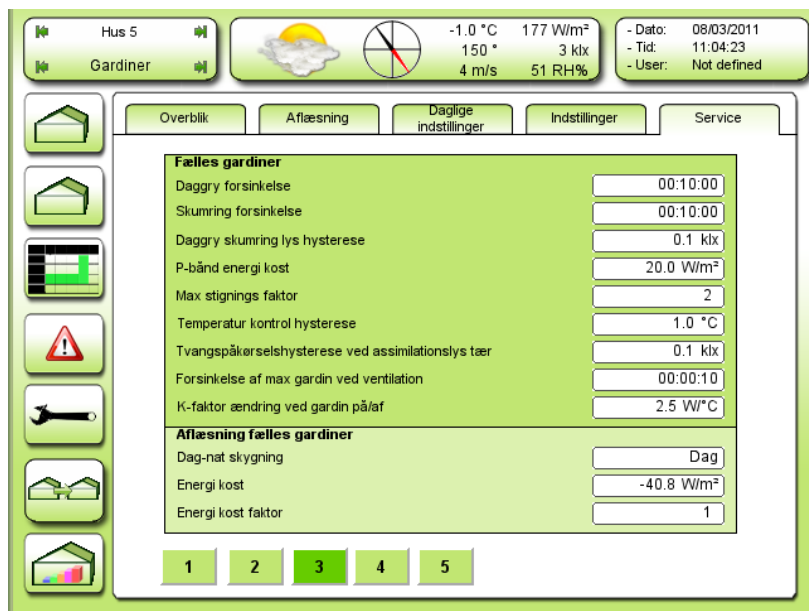 Hus 5
Gardiner
-1.0 °C 177 W/m²
150 ° 3 klx
4 m/s 51 RH%
- Dato: 08/03/2011
- Tid: 11:04:23
- User: Not defined
Overblik
Aflæsning
Daglige
indstillinger
Indstillinger
Service
Fælles gardiner
Daggry forsinkelse 00:10:00
Skumring forsinkelse 00:10:00
Daggry skumring lys hysterese 0.1 klx
P-bånd energi kost 20.0 W/m²
Max stignings faktor 2
Temperatur kontrol hysterese 1.0 °C
Tvangspåkørselshysterese ved assimilationslys tær 0.1 klx
Forsinkelse af max gardin ved ventilation 00:00:10
K-faktor ændring ved gardin på/af 2.5 W/°C
Aflæsning fælles gardiner
Dag-nat skygning Dag
Energi kost -40.8 W/m²
Energi kost faktor 1
1 2 3 4 5